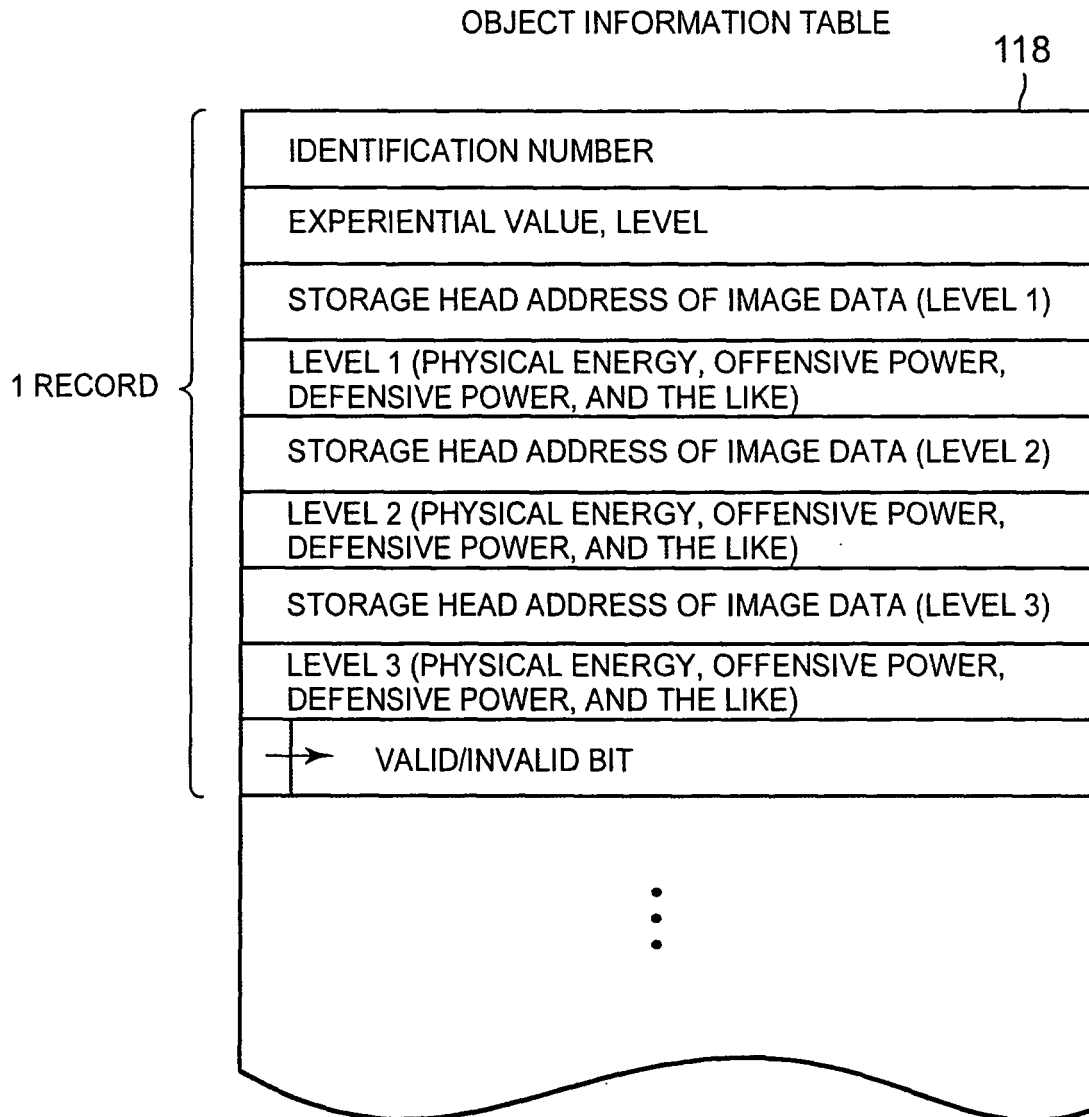 OBJECT INFORMATION TABLE
118
IDENTIFICATION NUMBER
EXPERIENTIAL VALUE, LEVEL
STORAGE HEAD ADDRESS OF IMAGE DATA (LEVEL 1)
1 RECORD
LEVEL 1 (PHYSICAL ENERGY, OFFENSIVE POWER,
DEFENSIVE POWER, AND THE LIKE)
STORAGE HEAD ADDRESS OF IMAGE DATA (LEVEL 2)
LEVEL 2 (PHYSICAL ENERGY, OFFENSIVE POWER,
DEFENSIVE POWER, AND THE LIKE)
STORAGE HEAD ADDRESS OF IMAGE DATA (LEVEL 3)
LEVEL 3 (PHYSICAL ENERGY, OFFENSIVE POWER,
DEFENSIVE POWER, AND THE LIKE)
VALID/INVALID BIT